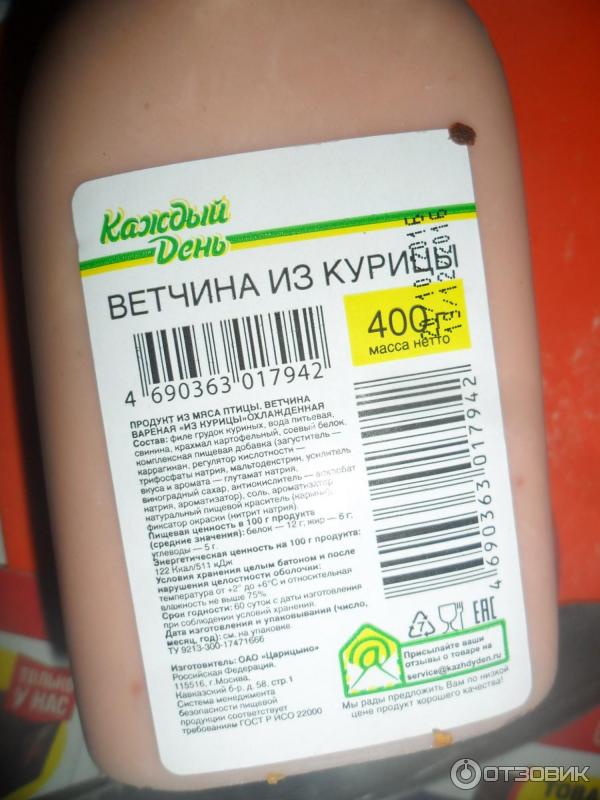 Каждый
День
ВЕТЧИНА ИЗ КУРИЦЫ
400 г
масса нетто
4 690363 017942
ПРОДУКТ ИЗ МЯСА ПТИЦЫ. ВЕТЧИНА
ВАРЕНАЯ «ИЗ КУРИЦЫ» ОХЛАЖДЕННАЯ
Состав: филе грудок куриных, вода питьевая,
свинина, крахмал картофельный, соевый белок,
комплексная пищевая добавка (загуститель —
каррагинан, регулятор кислотности —
трифосфаты натрия, мальтодекстрин, усилитель
вкуса и аромата — глутамат натрия,
виноградный сахар, антиокислитель — аскорбат
натрия, ароматизатор), соль, ароматизатор
натуральный пищевой краситель (кармины),
фиксатор окраски (нитрит натрия).
Пищевая ценность в 100 г продукта
(средние значения): белок — 12 г, жир — 6 г,
углеводы — 5 г.
Энергетическая ценность на 100 г продукта:
122 Ккал/511 кДж
Условия хранения целым батоном и после
нарушения целостности оболочки:
температура от +2° до +6°С и относительная
влажность не выше 75%
Срок годности: 60 суток с даты изготовления
при соблюдении условий хранения.
Дата изготовления и упаковывания (число,
месяц, год): см. на упаковке.
ТУ 9213-300-17471666
Изготовитель: ОАО «Царицыно»
Российская Федерация,
115516, г. Москва,
Кавказский б-р, д. 58, стр.1
Система менеджмента
безопасности пищевой
продукции соответствует
требованиям ГОСТ Р ИСО 22000
4 690363 017942
EAC
Присылайте ваши
отзывы о товаре на
service@kazhdyden.ru
Мы рады предложить Вам по низкой
цене продукт хорошего качества!
ТОЛЬКО
У НАС
ТОВА
ОТЗОВИК